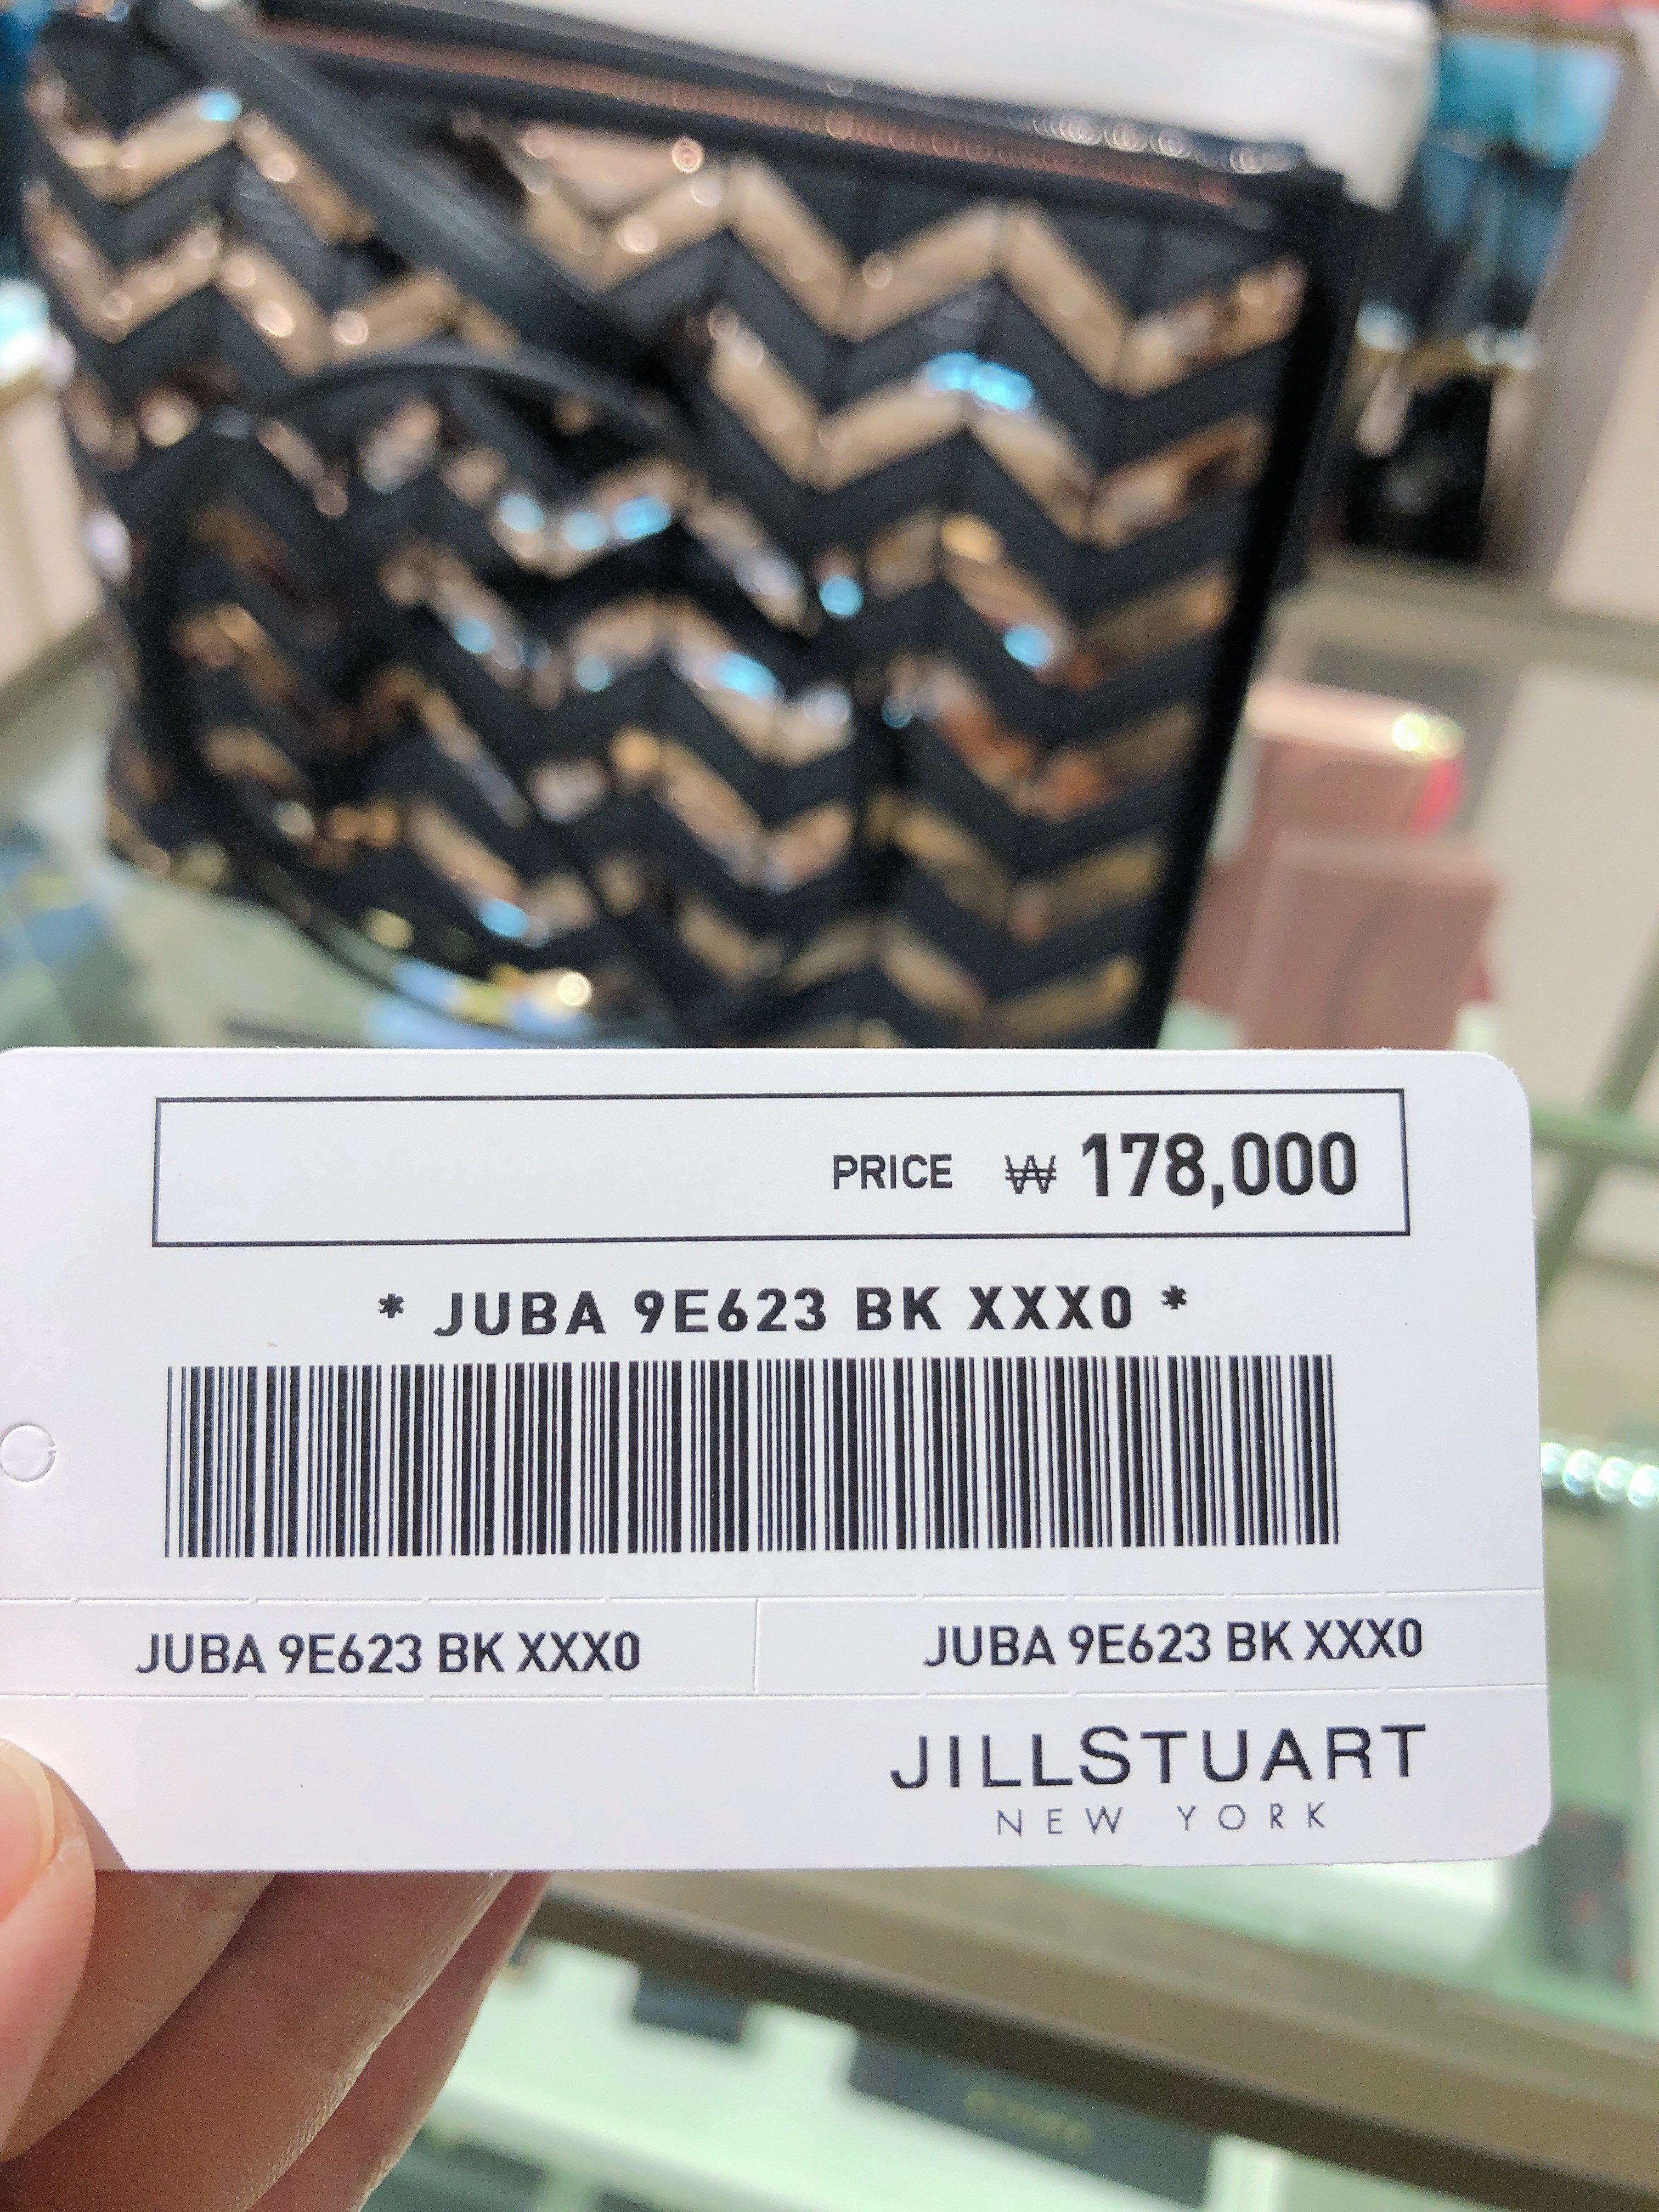 PRICE ₩ 178,000
* JUBA 9E623 BK XXX0 *
JUBA 9E623 BK XXX0 JUBA 9E623 BK XXX0
JILLSTUART
NEW YORK